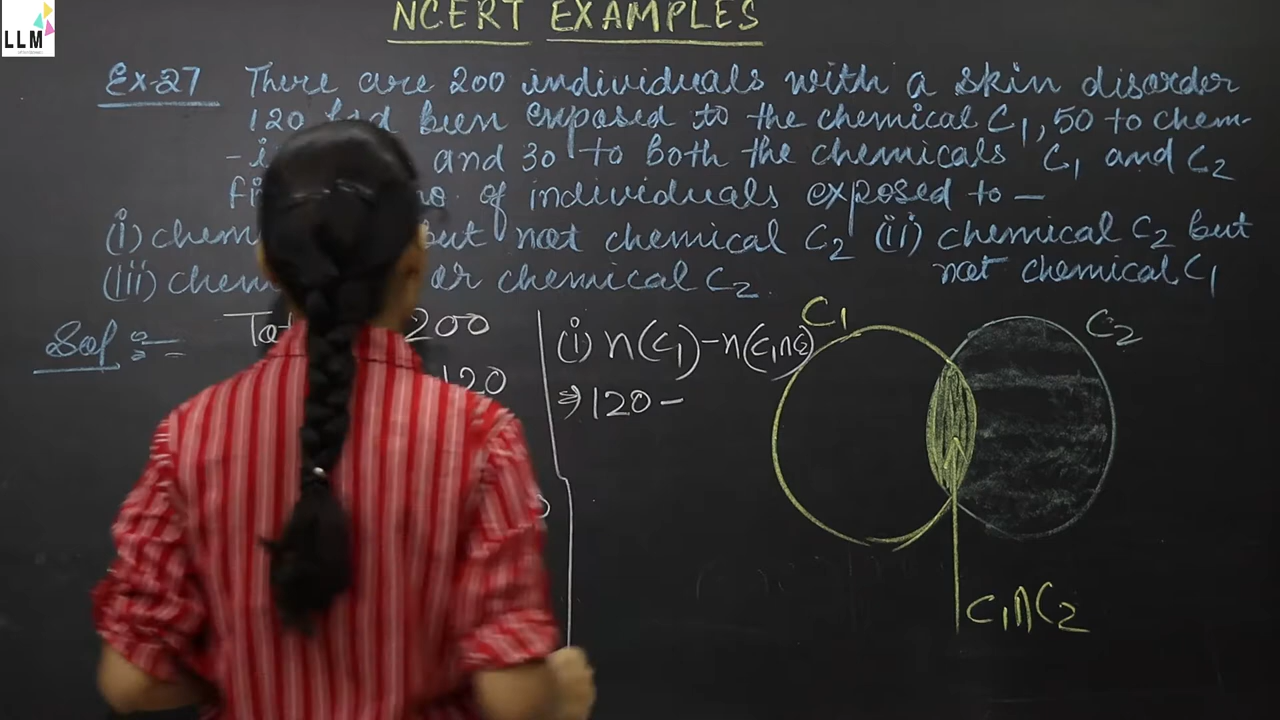 LLM
NCERT EXAMPLES
Ex-27 There are 200 individuals with a skin disorder
120 been exposed to the chemical C1, 50 to chem-
and 30 to both the chemicals C1 and C2
of individuals exposed to —
(i) but not chemical C2 (ii) chemical C2 but
not chemical C1
(iii) or chemical C2.
Sol :- 200
120
(i) n(C1) - n(C1∩C2)
⇒ 120 -
C1
C2
C1∩C2